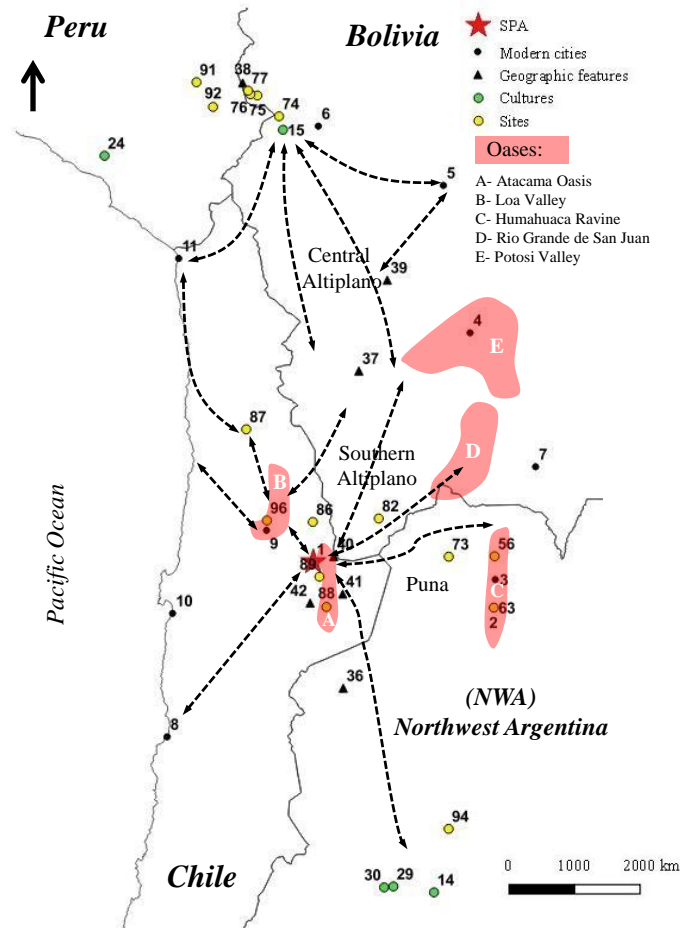 Peru
Bolivia
SPA
Modern cities
Geographic features
Cultures
Sites
Oases:
A- Atacama Oasis
B- Loa Valley
C- Humahuaca Ravine
D- Rio Grande de San Juan
E- Potosi Valley
91
38
77
92
76
75
74
6
15
24
5
11
Central
Altiplano
39
4
E
37
87
Southern
Altiplano
D
7
B
96
9
86
82
1
40
89
73
56
Puna
3
C
42
88
41
A
63
2
10
Pacific Ocean
36
(NWA)
Northwest Argentina
8
94
Chile
30
29
14
0
1000
2000 km